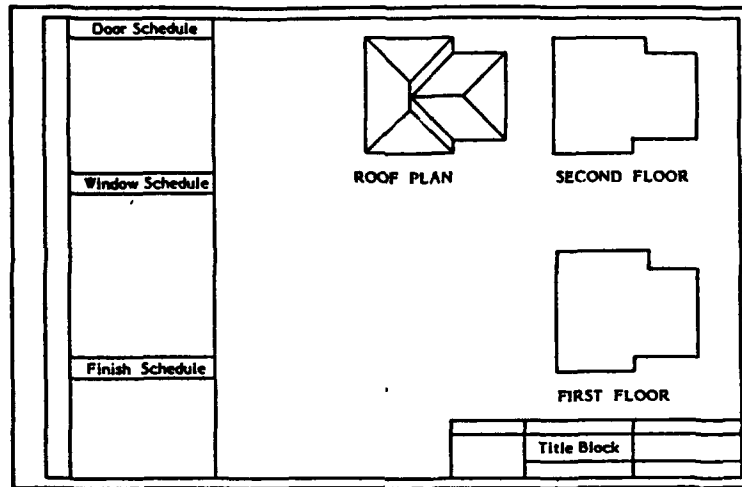 Door Schedule
ROOF PLAN
SECOND FLOOR
Window Schedule
Finish Schedule
FIRST FLOOR
Title Block